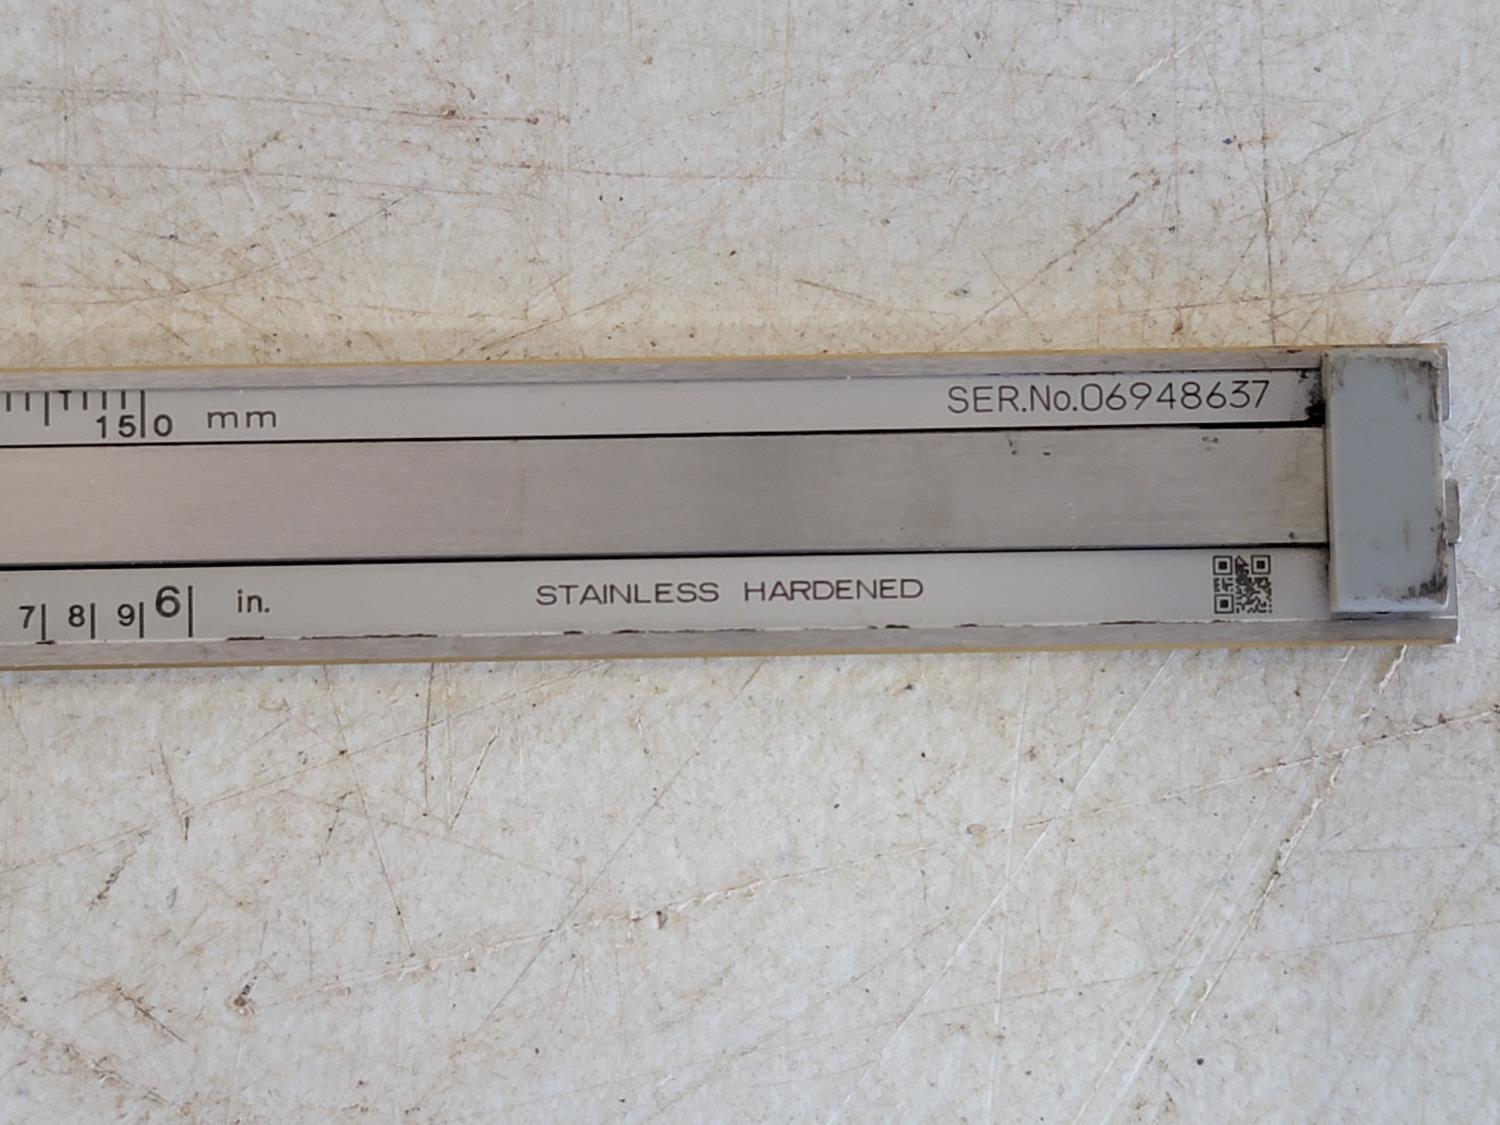 150 mm
SER.No.06948637
7 8 9 6 in.
STAINLESS HARDENED